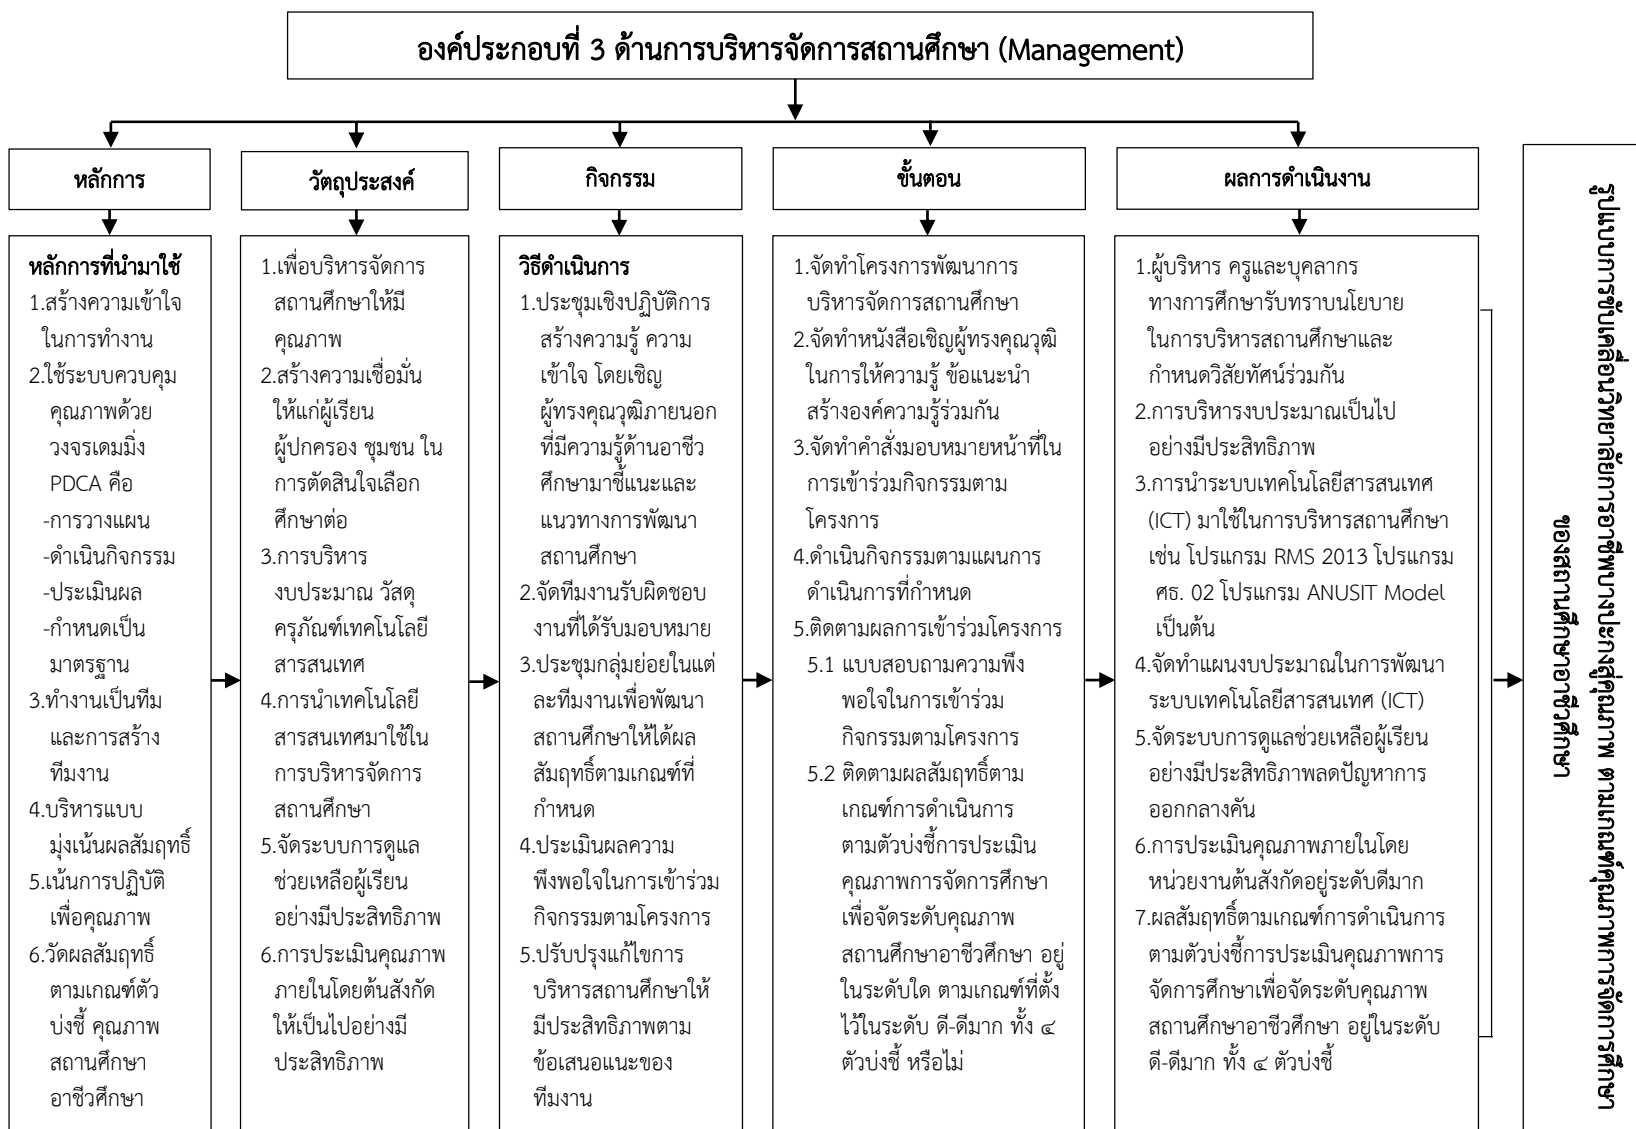 องค์ประกอบที่ 3 ด้านการบริหารจัดการสถานศึกษา (Management)
หลักการ
หลักการที่นำมาใช้
1.สร้างความเข้าใจ
ในการทำงาน
2.ใช้ระบบควบคุม
คุณภาพด้วย
วงจรเดมมิ่ง
PDCA คือ
-การวางแผน
-ดำเนินกิจกรรม
-ประเมินผล
-กำหนดเป็น
มาตรฐาน
3.ทำงานเป็นทีม
และการสร้าง
ทีมงาน
4.บริหารแบบ
มุ่งเน้นผลสัมฤทธิ์
5.เน้นการปฏิบัติ
เพื่อคุณภาพ
6.วัดผลสัมฤทธิ์
ตามเกณฑ์ตัว
บ่งชี้ คุณภาพ
สถานศึกษา
อาชีวศึกษา
วัตถุประสงค์
1.เพื่อบริหารจัดการ
สถานศึกษาให้มี
คุณภาพ
2.สร้างความเชื่อมั่น
ให้แก่ผู้เรียน
ผู้ปกครอง ชุมชน ใน
การตัดสินใจเลือก
ศึกษาต่อ
3.การบริหาร
งบประมาณ วัสดุ
ครุภัณฑ์เทคโนโลยี
สารสนเทศ
4.การนำเทคโนโลยี
สารสนเทศมาใช้ใน
การบริหารจัดการ
สถานศึกษา
5.จัดระบบการดูแล
ช่วยเหลือผู้เรียน
อย่างมีประสิทธิภาพ
6.การประเมินคุณภาพ
ภายในโดยต้นสังกัด
ให้เป็นไปอย่างมี
ประสิทธิภาพ
กิจกรรม
วิธีดำเนินการ
1.ประชุมเชิงปฏิบัติการ
สร้างความรู้ ความ
เข้าใจ โดยเชิญ
ผู้ทรงคุณวุฒิภายนอก
ที่มีความรู้ด้านอาชีว
ศึกษามาชี้แนะและ
แนวทางการพัฒนา
สถานศึกษา
2.จัดทีมงานรับผิดชอบ
งานที่ได้รับมอบหมาย
3.ประชุมกลุ่มย่อยในแต่
ละทีมงานเพื่อพัฒนา
สถานศึกษาให้ได้ผล
สัมฤทธิ์ตามเกณฑ์ที่
กำหนด
4.ประเมินผลความ
พึงพอใจในการเข้าร่วม
กิจกรรมตามโครงการ
5.ปรับปรุงแก้ไขการ
บริหารสถานศึกษาให้
มีประสิทธิภาพตาม
ข้อเสนอแนะของ
ทีมงาน
ขั้นตอน
1.จัดทำโครงการพัฒนาการ
บริหารจัดการสถานศึกษา
2.จัดทำหนังสือเชิญผู้ทรงคุณวุฒิ
ในการให้ความรู้ ข้อแนะนำ
สร้างองค์ความรู้ร่วมกัน
3.จัดทำคำสั่งมอบหมายหน้าที่ใน
การเข้าร่วมกิจกรรมตาม
โครงการ
4.ดำเนินกิจกรรมตามแผนการ
ดำเนินการที่กำหนด
5.ติดตามผลการเข้าร่วมโครงการ
5.1 แบบสอบถามความพึง
พอใจในการเข้าร่วม
กิจกรรมตามโครงการ
5.2 ติดตามผลสัมฤทธิ์ตาม
เกณฑ์การดำเนินการ
ตามตัวบ่งชี้การประเมิน
คุณภาพการจัดการศึกษา
เพื่อจัดระดับคุณภาพ
สถานศึกษาอาชีวศึกษา อยู่
ในระดับใด ตามเกณฑ์ที่ตั้ง
ไว้ในระดับ ดี-ดีมาก ทั้ง ๔
ตัวบ่งชี้ หรือไม่
ผลการดำเนินงาน
1.ผู้บริหาร ครูและบุคลากร
ทางการศึกษารับทราบนโยบาย
ในการบริหารสถานศึกษาและ
กำหนดวิสัยทัศน์ร่วมกัน
2.การบริหารงบประมาณเป็นไป
อย่างมีประสิทธิภาพ
3.การนำระบบเทคโนโลยีสารสนเทศ
(ICT) มาใช้ในการบริหารสถานศึกษา
เช่น โปรแกรม RMS 2013 โปรแกรม
ศธ. 02 โปรแกรม ANUSIT Model
เป็นต้น
4.จัดทำแผนงบประมาณในการพัฒนา
ระบบเทคโนโลยีสารสนเทศ (ICT)
5.จัดระบบการดูแลช่วยเหลือผู้เรียน
อย่างมีประสิทธิภาพลดปัญหาการ
ออกกลางคัน
6.การประเมินคุณภาพภายในโดย
หน่วยงานต้นสังกัดอยู่ระดับดีมาก
7.ผลสัมฤทธิ์ตามเกณฑ์การดำเนินการ
ตามตัวบ่งชี้การประเมินคุณภาพการ
จัดการศึกษาเพื่อจัดระดับคุณภาพ
สถานศึกษาอาชีวศึกษา อยู่ในระดับ
ดี-ดีมาก ทั้ง ๔ ตัวบ่งชี้
รูปแบบการขับเคลื่อนวิทยาลัยการอาชีพบางปะกงสู่คุณภาพ ตามเกณฑ์คุณภาพการจัดการศึกษา
ของสถานศึกษาอาชีวศึกษา